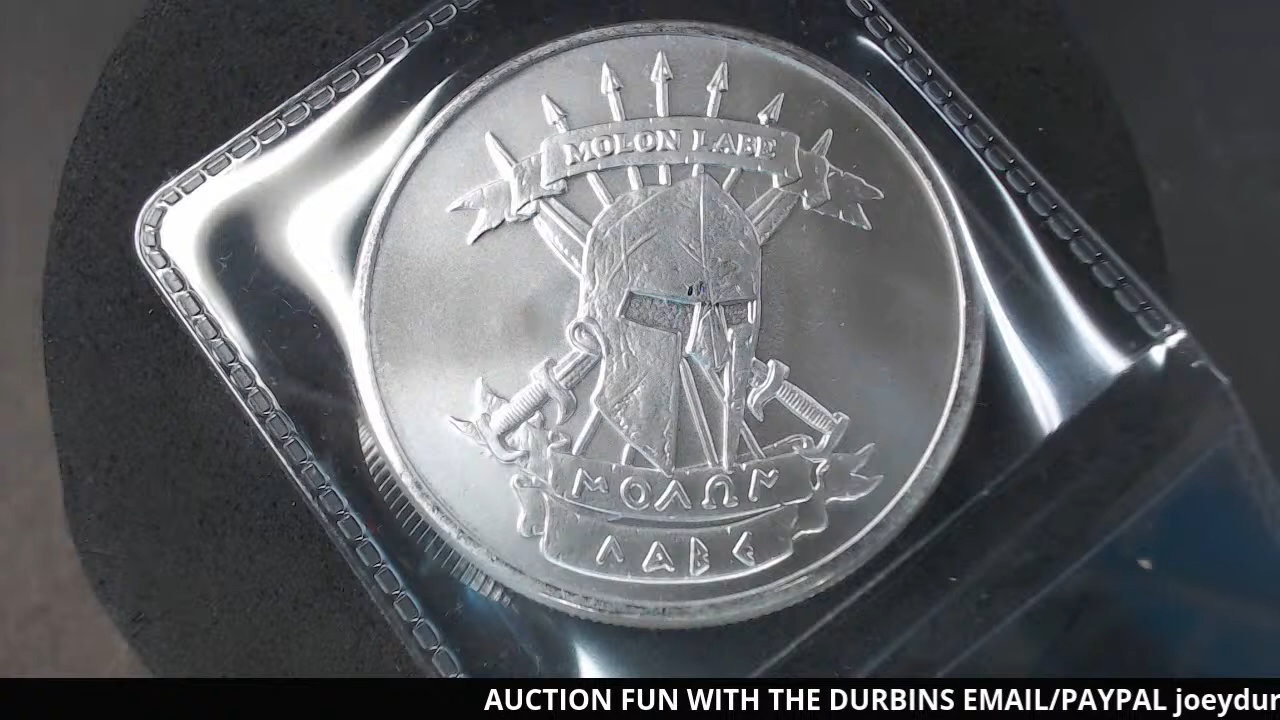 MOLON LABE
ΜΟΛΩΝ
ΛΑΒΕ
AUCTION FUN WITH THE DURBINS EMAIL/PAYPAL joeydur